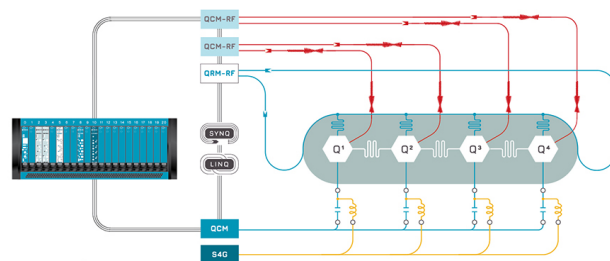 QCM-RF
QCM-RF
QRM-RF
SYNQ
LINQ
Q¹
Q²
Q³
Q⁴
QCM
S4G